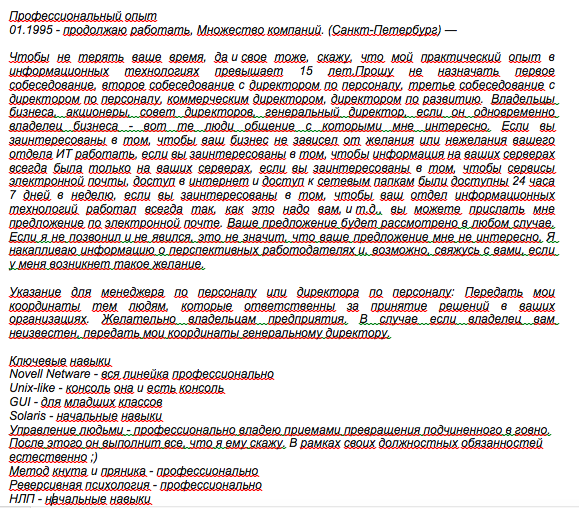 Профессиональный опыт
01.1995 - продолжаю работать, Множество компаний. (Санкт-Петербург) —
Чтобы не терять ваше время, да и свое тоже, скажу, что мой практический опыт в
информационных технологиях превышает 15 лет.Прошу не назначать первое
собеседование, второе собеседование с директором по персоналу, третье собеседование с
директором по персоналу, коммерческим директором, директором по развитию. Владельцы
бизнеса, акционеры, совет директоров, генеральный директор, если он одновременно
владелец бизнеса - вот те люди общение с которыми мне интересно. Если вы
заинтересованы в том, чтобы ваш бизнес не зависел от желания или нежелания вашего
отдела ИТ работать, если вы заинтересованы в том, чтобы информация на ваших серверах
всегда была только на ваших серверах, если вы заинтересованы в том, чтобы сервисы
электронной почты, доступ в интернет и доступ к сетевым папкам были доступны 24 часа
7 дней в неделю, если вы заинтересованы в том, чтобы ваш отдел информационных
технологий работал всегда так, как это надо вам, и т.д., вы можете прислать мне
предложение по электронной почте. Ваше предложение будет рассмотрено в любом случае.
Если я не позвонил и не явился, это не значит, что ваше предложение мне не интересно. Я
накапливаю информацию о перспективных работодателях и, возможно, свяжусь с вами, если
у меня возникнет такое желание.
Указание для менеджера по персоналу или директора по персоналу: Передать мои
координаты тем людям, которые ответственны за принятие решений в ваших
организациях. Желательно владельцам предприятия. В случае если владелец вам
неизвестен, передать мои координаты генеральному директору.
Ключевые навыки
Novell Netware - вся линейка профессионально
Unix-like - консоль она и есть консоль
GUI - для младших классов
Solaris - начальные навыки
Управление людьми - профессионально владею приемами превращения подчиненного в говно.
После этого он выполнит все, что я ему скажу. В рамках своих должностных обязанностей
естественно ;)
Метод кнута и пряника - профессионально
Реверсивная психология - профессионально
НЛП - начальные навыки